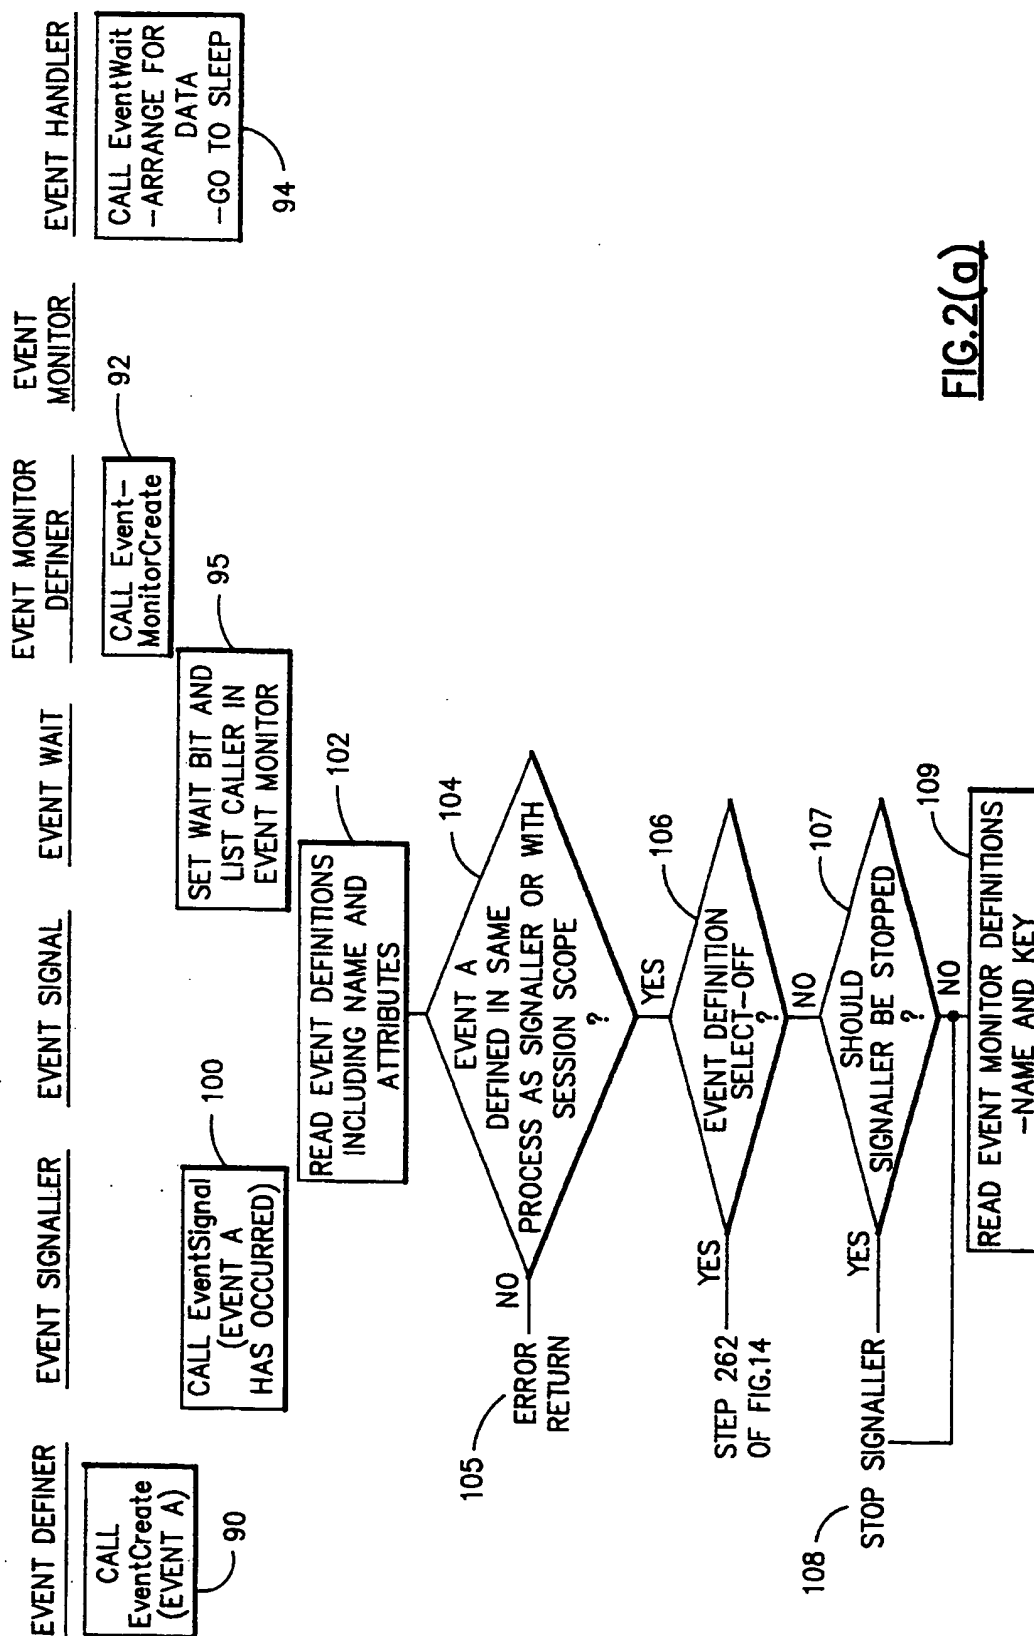 EVENT DEFINER
EVENT SIGNALLER
EVENT SIGNAL
EVENT WAIT
EVENT MONITOR
DEFINER
EVENT
MONITOR
EVENT HANDLER
CALL
EventCreate
(EVENT A)
90
CALL Event-
MonitorCreate
92
CALL EventWait
-ARRANGE FOR
DATA
-GO TO SLEEP
94
SET WAIT BIT AND
LIST CALLER IN
EVENT MONITOR
95
CALL EventSignal
(EVENT A
HAS OCCURRED)
100
READ EVENT DEFINITIONS
INCLUDING NAME AND
ATTRIBUTES
102
EVENT A
DEFINED IN SAME
PROCESS AS SIGNALLER OR WITH
SESSION SCOPE
?
104
NO
ERROR
RETURN
105
YES
EVENT DEFINITION
SELECT-OFF
?
106
YES
STEP 262
OF FIG.14
NO
SHOULD
SIGNALLER BE STOPPED
?
107
YES
STOP SIGNALLER
108
NO
READ EVENT MONITOR DEFINITIONS
-NAME AND KEY
109
FIG.2(a)